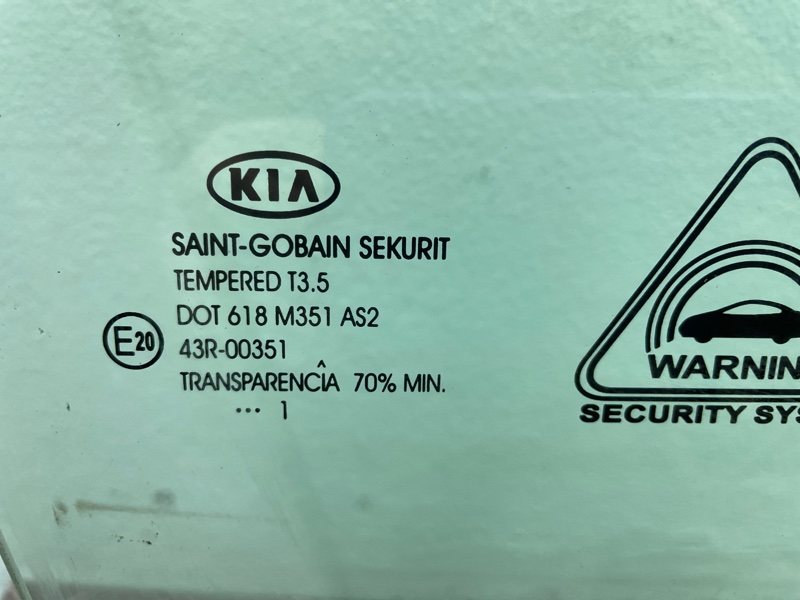 KIA
SAINT-GOBAIN SEKURIT
TEMPERED T3.5
DOT 618 M351 AS2
E20
43R-00351
TRANSPARENCÎA 70% MIN.
... 1
WARNIN
SECURITY SYS